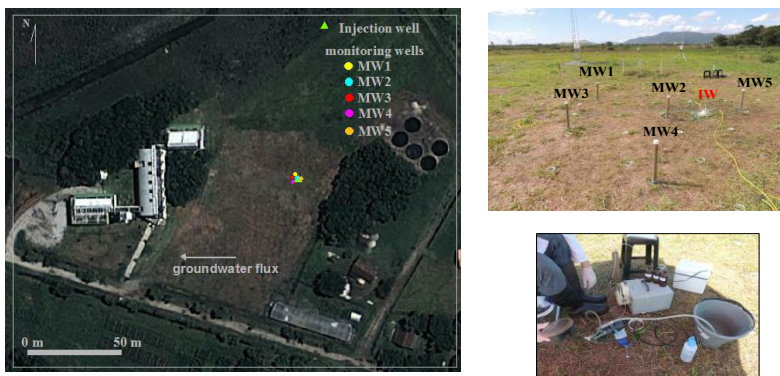 N
Injection well
monitoring wells
MW1
MW2
MW3
MW4
MW5
groundwater flux
0 m 50 m
MW1
MW3
MW2
IW
MW5
MW4